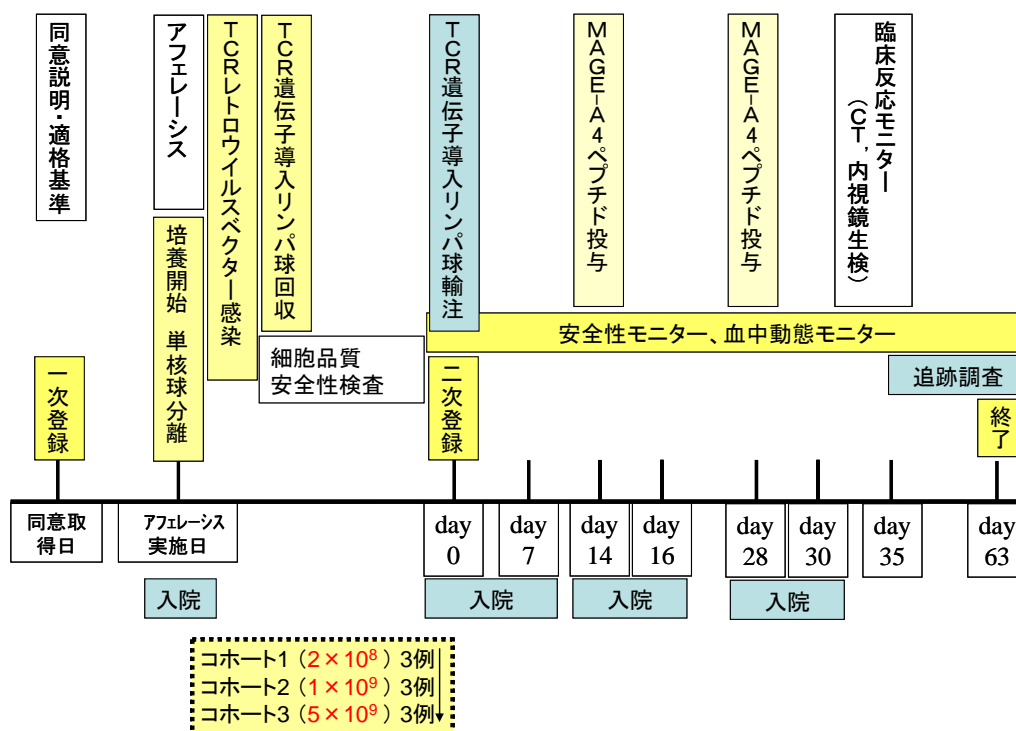 同意説明・適格基準
アフェレーシス
TCRレトロウイルスベクター感染
TCR遺伝子導入リンパ球回収
TCR遺伝子導入リンパ球輸注
MAGE-A4ペプチド投与
MAGE-A4ペプチド投与
臨床反応モニター
(CT, 内視鏡生検)
培養開始 単核球分離
安全性モニター、血中動態モニター
細胞品質
安全性検査
一次登録
二次登録
追跡調査
終了
同意取
得日
アフェレーシス
実施日
day
0
day
7
day
14
day
16
day
28
day
30
day
35
day
63
入院
入院
入院
入院
コホート1 (2×10⁸) 3例
コホート2 (1×10⁹) 3例
コホート3 (5×10⁹) 3例